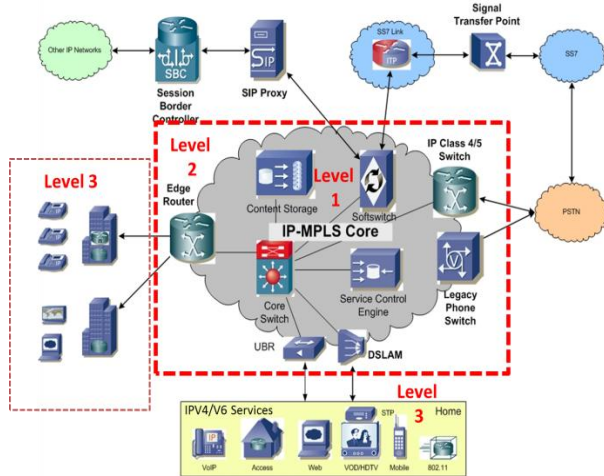 Signal
Transfer Point
Other IP Networks
SBC
Session
Border
Controller
SIP
SIP Proxy
SS7 Link
ITP
SS7
Level
2
Level 3
Edge
Router
Content Storage
Level
1
Softswitch
IP Class 4/5
Switch
PSTN
IP-MPLS Core
Core
Switch
Service Control
Engine
Legacy
Phone
Switch
UBR
DSLAM
Level
3
IPV4/V6 Services
STP
Home
IP
VoIP
Access
Web
VOD/HDTV
Mobile
802.11